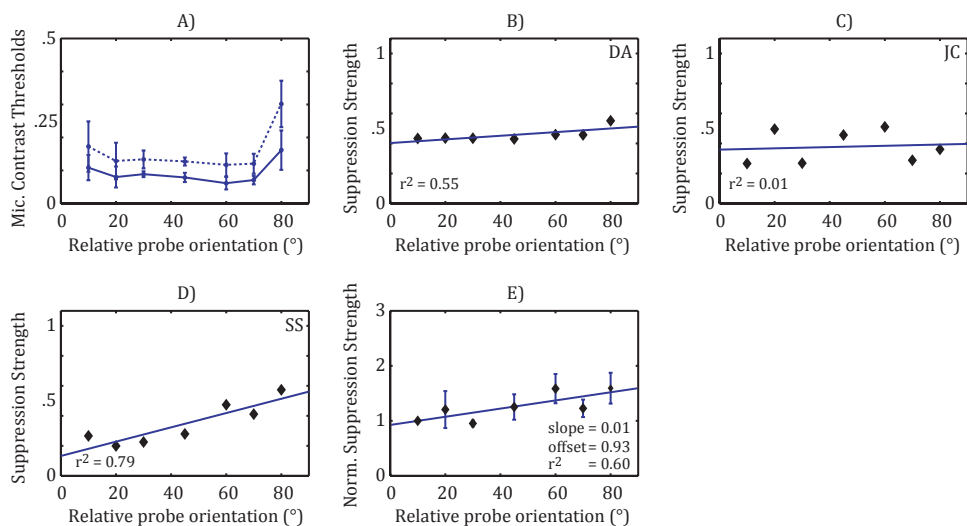 A)
Mic. Contrast Thresholds
.5
.25
0
0 20 40 60 80
Relative probe orientation (°)
B)
DA
Suppression Strength
1
.5
0
r² = 0.55
0 20 40 60 80
Relative probe orientation (°)
C)
JC
Suppression Strength
1
.5
0
r² = 0.01
0 20 40 60 80
Relative probe orientation (°)
D)
SS
Suppression Strength
1
.5
0
r² = 0.79
0 20 40 60 80
Relative probe orientation (°)
E)
Norm. Suppression Strength
3
2
1
0
slope = 0.01
offset = 0.93
r² = 0.60
0 20 40 60 80
Relative probe orientation (°)